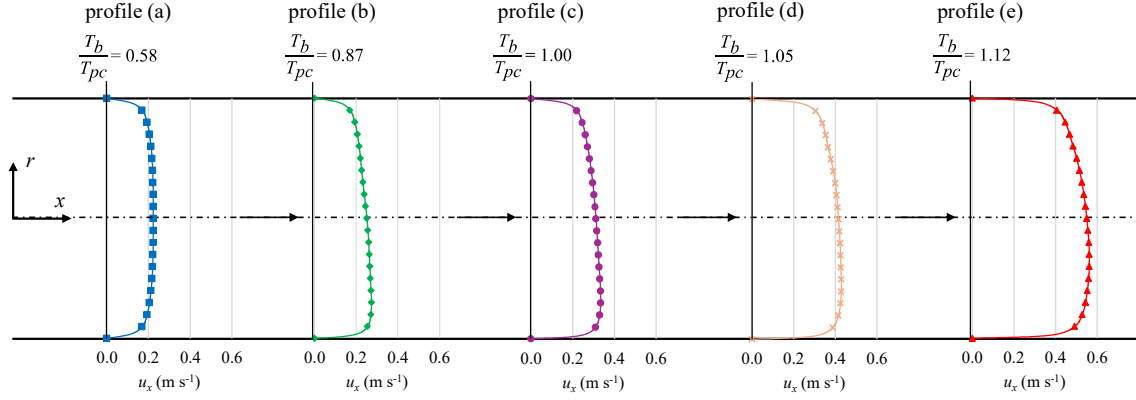 profile (a) profile (b) profile (c) profile (d) profile (e)
T_b/T_pc = 0.58 T_b/T_pc = 0.87 T_b/T_pc = 1.00 T_b/T_pc = 1.05 T_b/T_pc = 1.12
r
x
0.0 0.2 0.4 0.6 0.0 0.2 0.4 0.6 0.0 0.2 0.4 0.6 0.0 0.2 0.4 0.6 0.0 0.2 0.4 0.6
u_x (m s⁻¹) u_x (m s⁻¹) u_x (m s⁻¹) u_x (m s⁻¹) u_x (m s⁻¹)